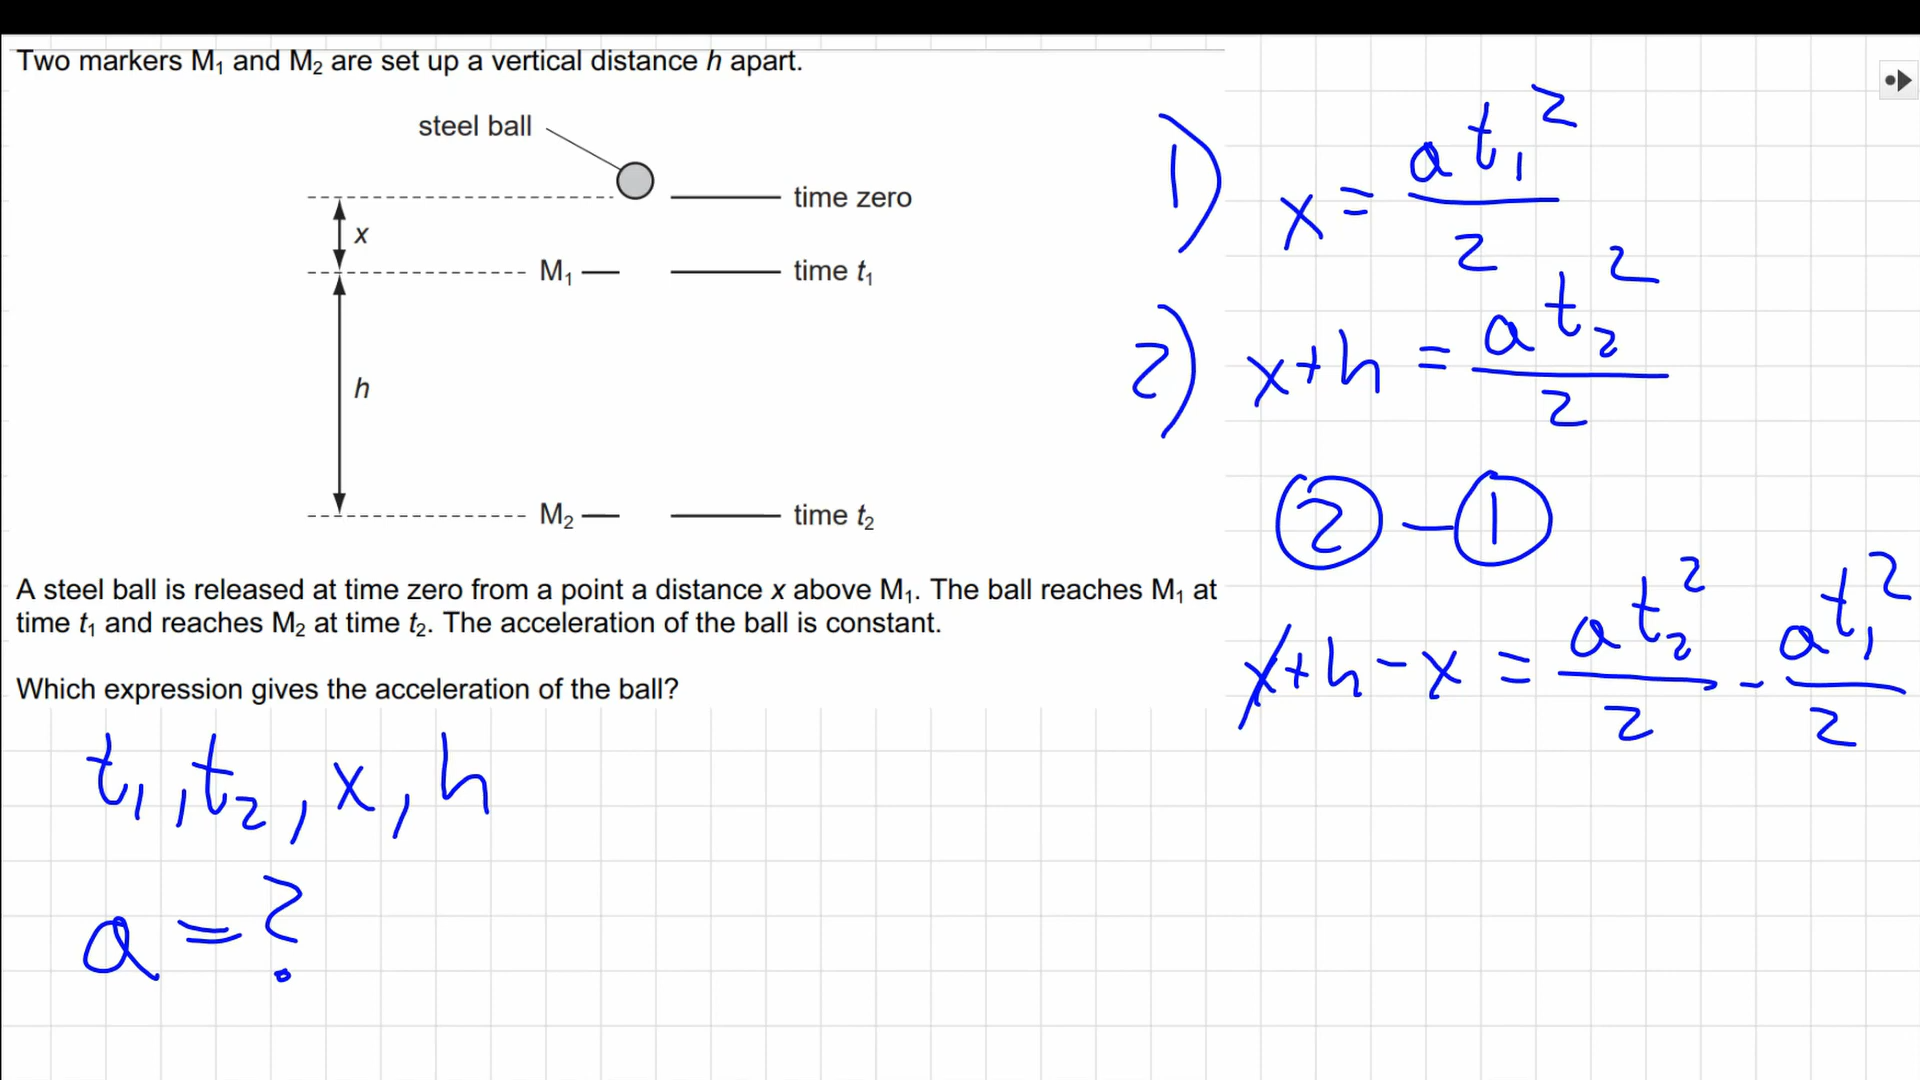 Two markers M₁ and M₂ are set up a vertical distance h apart.
steel ball
time zero
x
M₁
time t₁
h
M₂
time t₂
A steel ball is released at time zero from a point a distance x above M₁. The ball reaches M₁ at
time t₁ and reaches M₂ at time t₂. The acceleration of the ball is constant.
Which expression gives the acceleration of the ball?
t₁, t₂, x, h
a = ?
1) x = at₁²/2
2) x+h = at₂²/2
② – ①
x+h-x = at₂²/2 - at₁²/2